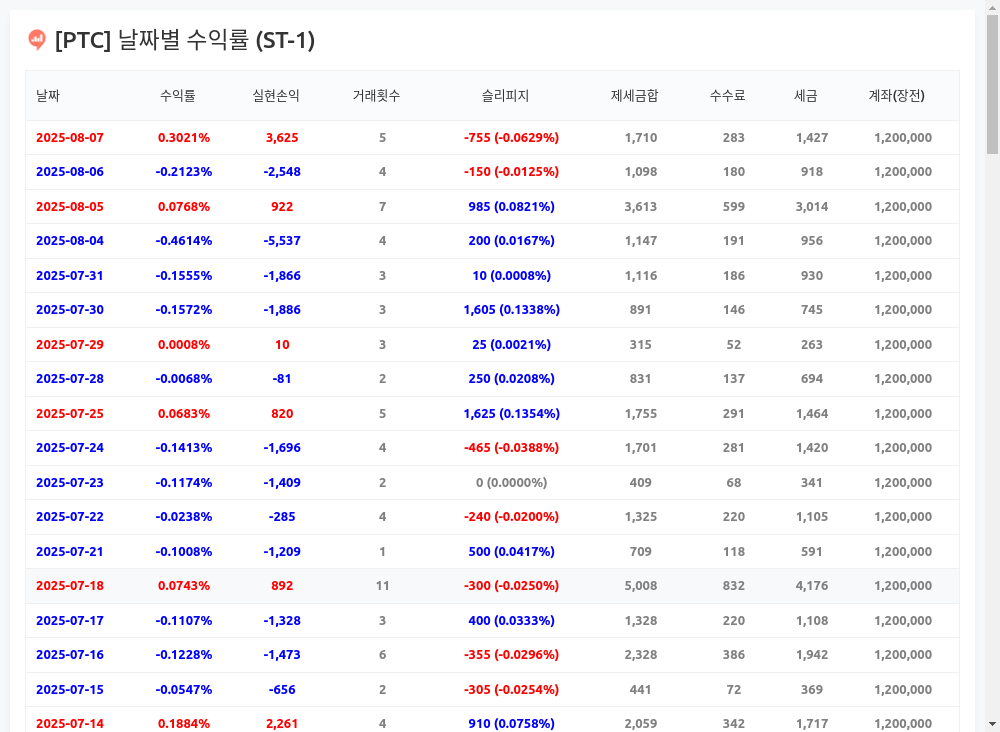 [PTC] 날짜별 수익률 (ST-1)
날짜 수익률 실현손익 거래횟수 슬리피지 제세금합 수수료 세금 계좌(장전)
2025-08-07 0.3021% 3,625 5 -755 (-0.0629%) 1,710 283 1,427 1,200,000
2025-08-06 -0.2123% -2,548 4 -150 (-0.0125%) 1,098 180 918 1,200,000
2025-08-05 0.0768% 922 7 985 (0.0821%) 3,613 599 3,014 1,200,000
2025-08-04 -0.4614% -5,537 4 200 (0.0167%) 1,147 191 956 1,200,000
2025-07-31 -0.1555% -1,866 3 10 (0.0008%) 1,116 186 930 1,200,000
2025-07-30 -0.1572% -1,886 3 1,605 (0.1338%) 891 146 745 1,200,000
2025-07-29 0.0008% 10 3 25 (0.0021%) 315 52 263 1,200,000
2025-07-28 -0.0068% -81 2 250 (0.0208%) 831 137 694 1,200,000
2025-07-25 0.0683% 820 5 1,625 (0.1354%) 1,755 291 1,464 1,200,000
2025-07-24 -0.1413% -1,696 4 -465 (-0.0388%) 1,701 281 1,420 1,200,000
2025-07-23 -0.1174% -1,409 2 0 (0.0000%) 409 68 341 1,200,000
2025-07-22 -0.0238% -285 4 -240 (-0.0200%) 1,325 220 1,105 1,200,000
2025-07-21 -0.1008% -1,209 1 500 (0.0417%) 709 118 591 1,200,000
2025-07-18 0.0743% 892 11 -300 (-0.0250%) 5,008 832 4,176 1,200,000
2025-07-17 -0.1107% -1,328 3 400 (0.0333%) 1,328 220 1,108 1,200,000
2025-07-16 -0.1228% -1,473 6 -355 (-0.0296%) 2,328 386 1,942 1,200,000
2025-07-15 -0.0547% -656 2 -305 (-0.0254%) 441 72 369 1,200,000
2025-07-14 0.1884% 2,261 4 910 (0.0758%) 2,059 342 1,717 1,200,000